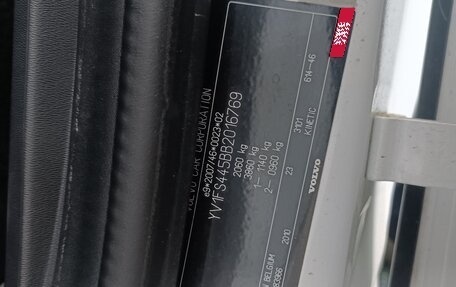 VOLVO CAR CORPORATION
e9*2007/46*0023*02
YV1FS445BB2016769
2060 kg
3860 kg
1– 1140 kg
2– 0960 kg
23 3101 614–46
KINETIC
VOLVO
2010
BELGIUM